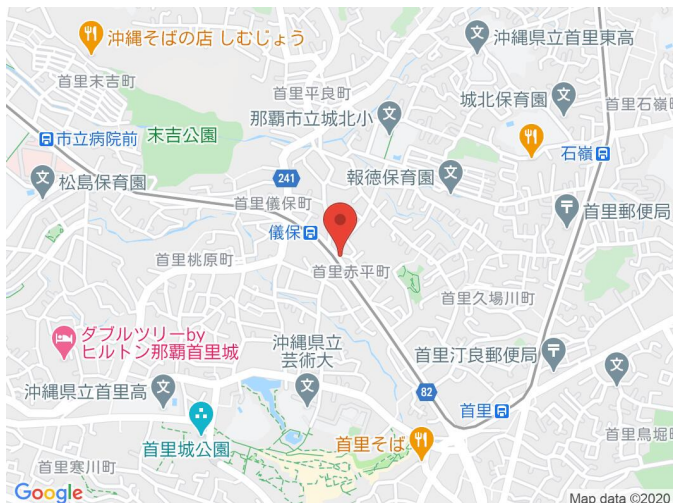 沖縄そばの店 しむじょう
沖縄県立首里東高
首里末吉町
首里平良町
城北保育園
首里石嶺町
那覇市立城北小
市立病院前
末吉公園
石嶺
松島保育園
241
報徳保育園
首里儀保町
首里郵便局
儀保
首里桃原町
首里赤平町
首里久場川町
ダブルツリーby
ヒルトン那覇首里城
沖縄県立
芸術大
首里汀良郵便局
沖縄県立首里高
82
首里
首里城公園
首里そば
首里鳥堀町
首里寒川町
Google
Map data ©2020